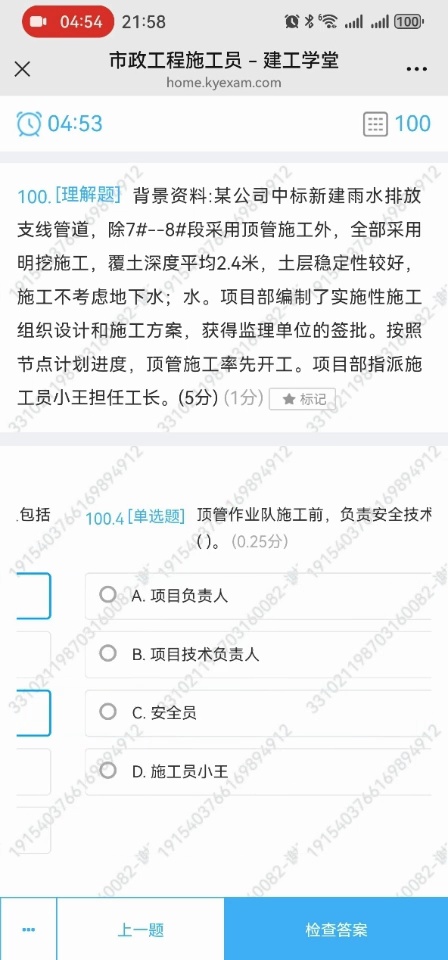 04:54 21:58 100
市政工程施工员 – 建工学堂
home.kyexam.com
04:53 100
100. [理解题] 背景资料:某公司中标新建雨水排放
支线管道，除7#--8#段采用顶管施工外，全部采用
明挖施工，覆土深度平均2.4米，土层稳定性较好，
施工不考虑地下水；水。项目部编制了实施性施工
组织设计和施工方案，获得监理单位的签批。按照
节点计划进度，顶管施工率先开工。项目部指派施
工员小王担任工长。(5分) (1分) ★ 标记
.包括
100.4 [单选题] 顶管作业队施工前，负责安全技术
( )。 (0.25分)
A. 项目负责人
B. 项目技术负责人
C. 安全员
D. 施工员小王
... 上一题 检查答案